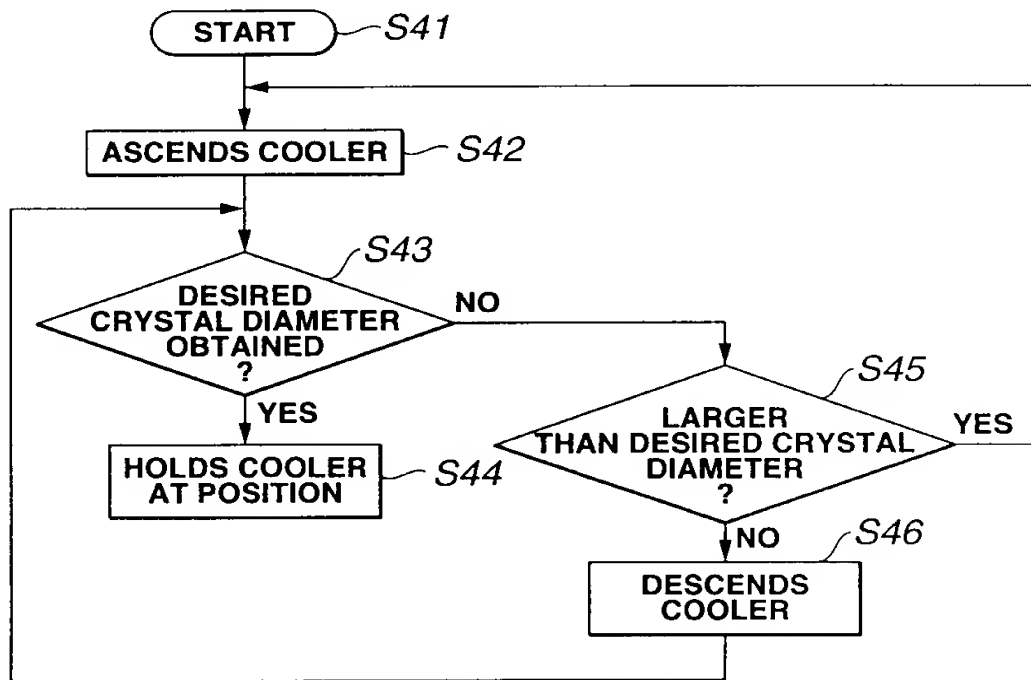 START
S41
ASCENDS COOLER
S42
S43
DESIRED
CRYSTAL DIAMETER
OBTAINED
?
NO
YES
HOLDS COOLER
AT POSITION
S44
S45
LARGER
THAN DESIRED CRYSTAL
DIAMETER
?
YES
NO
S46
DESCENDS
COOLER